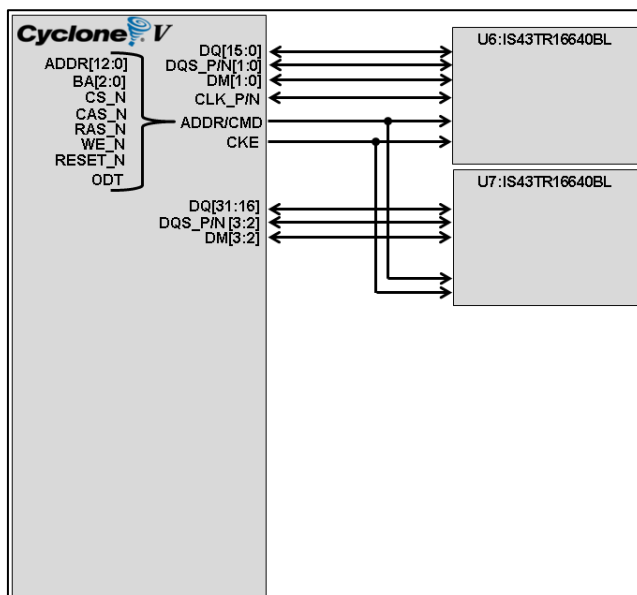 Cyclone V
ADDR[12:0]
BA[2:0]
CS_N
CAS_N
RAS_N
WE_N
RESET_N
ODT
DQ[15:0]
DQS_P/N[1:0]
DM[1:0]
CLK_P/N
ADDR/CMD
CKE
DQ[31:16]
DQS_P/N[3:2]
DM[3:2]
U6:IS43TR16640BL
U7:IS43TR16640BL